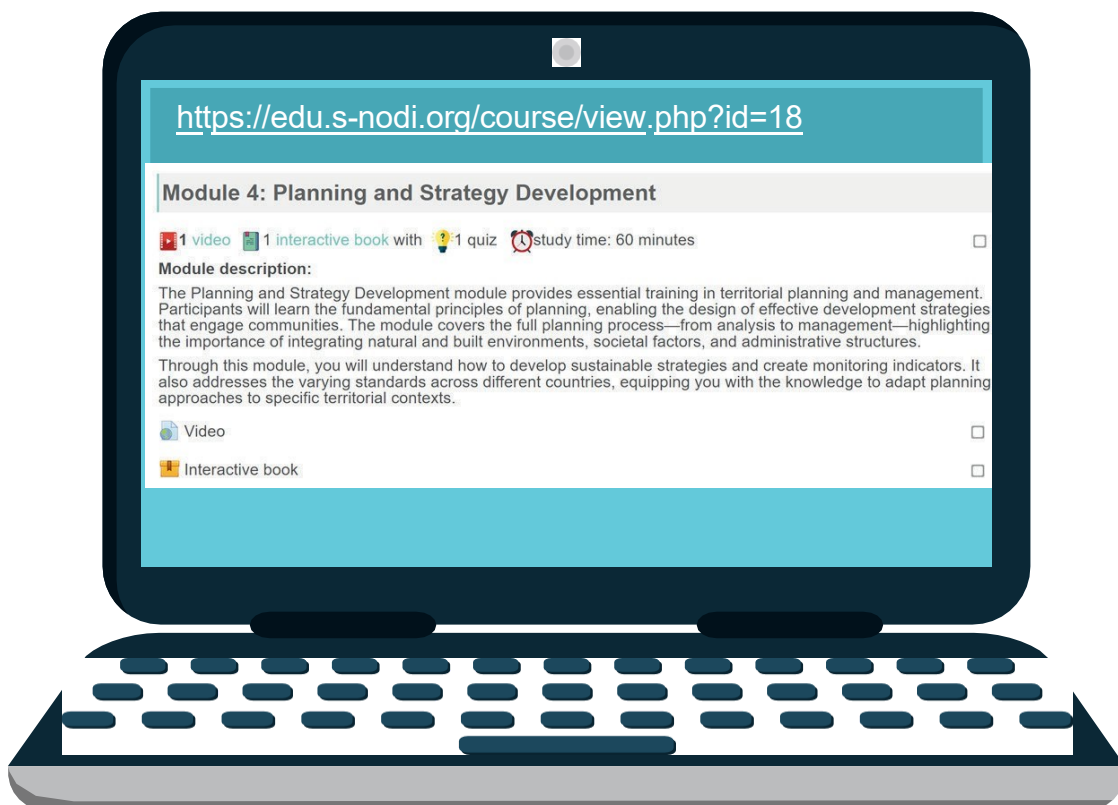 https://edu.s-nodi.org/course/view.php?id=18
Module 4: Planning and Strategy Development
1 video 1 interactive book with 1 quiz study time: 60 minutes
Module description:
The Planning and Strategy Development module provides essential training in territorial planning and management.
Participants will learn the fundamental principles of planning, enabling the design of effective development strategies
that engage communities. The module covers the full planning process—from analysis to management—highlighting
the importance of integrating natural and built environments, societal factors, and administrative structures.
Through this module, you will understand how to develop sustainable strategies and create monitoring indicators. It
also addresses the varying standards across different countries, equipping you with the knowledge to adapt planning
approaches to specific territorial contexts.
Video
Interactive book